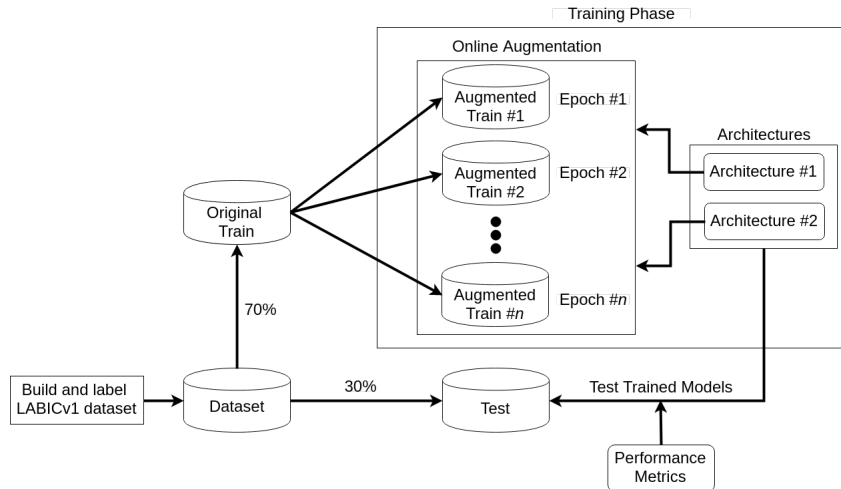 Training Phase
Online Augmentation
Augmented
Train #1
Epoch #1
Architectures
Augmented
Train #2
Epoch #2
Architecture #1
Original
Train
Architecture #2
Augmented
Train #n
Epoch #n
70%
Build and label
LABICv1 dataset
Dataset
30%
Test
Test Trained Models
Performance
Metrics